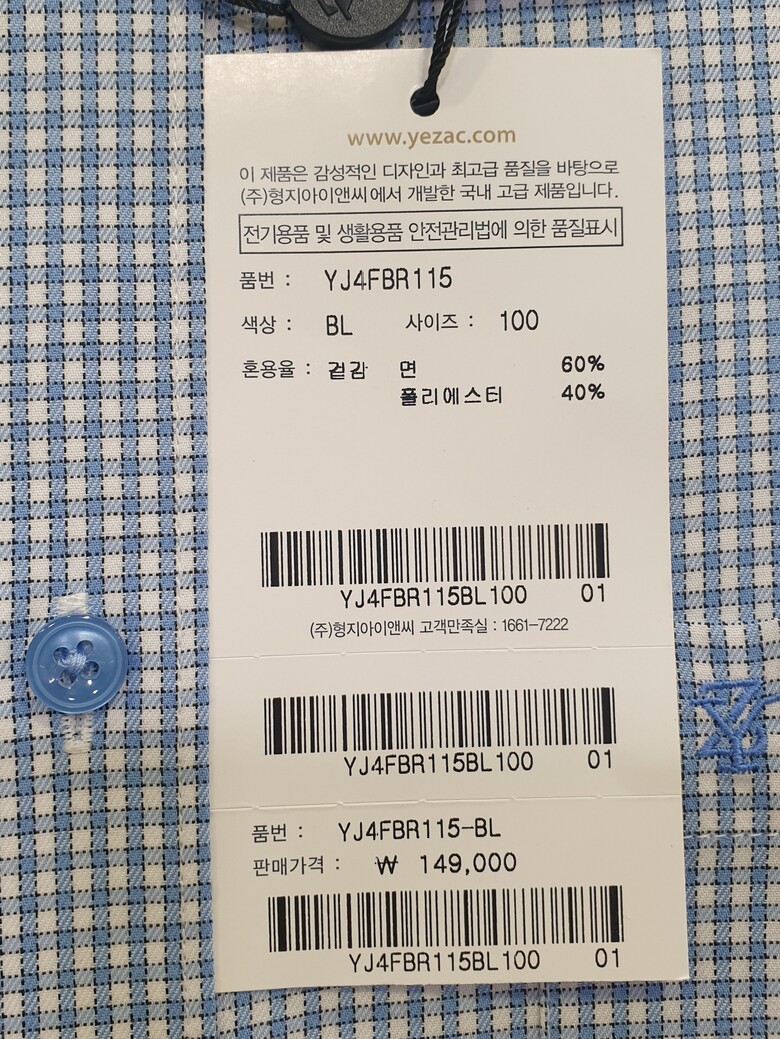 www.yezac.com
이 제품은 감성적인 디자인과 최고급 품질을 바탕으로
(주)형지아이앤씨에서 개발한 국내 고급 제품입니다.
전기용품 및 생활용품 안전관리법에 의한 품질표시
품번 : YJ4FBR115
색상 : BL 사이즈 : 100
혼용율 : 겉감 면 60%
폴리에스터 40%
YJ4FBR115BL100 01
(주)형지아이앤씨 고객만족실 : 1661-7222
YJ4FBR115BL100 01
품번 : YJ4FBR115-BL
판매가격 : ₩ 149,000
YJ4FBR115BL100 01